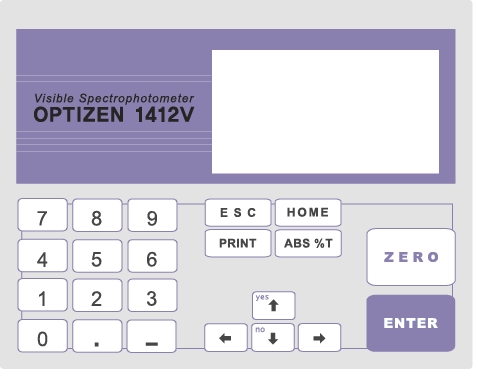 Visible Spectrophotometer
OPTIZEN 1412V
7 8 9
4 5 6
1 2 3
0 . _
ESC HOME
PRINT ABS %T
yes
no
ZERO
ENTER